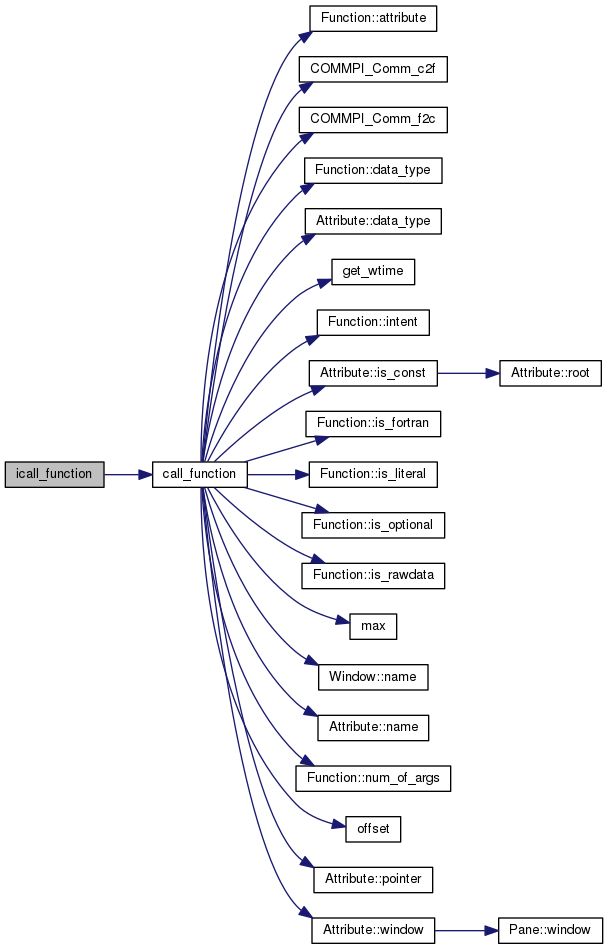 Function::attribute
COMMPI_Comm_c2f
COMMPI_Comm_f2c
Function::data_type
Attribute::data_type
get_wtime
Function::intent
Attribute::is_const
Attribute::root
Function::is_fortran
icall_function
call_function
Function::is_literal
Function::is_optional
Function::is_rawdata
max
Window::name
Attribute::name
Function::num_of_args
offset
Attribute::pointer
Attribute::window
Pane::window